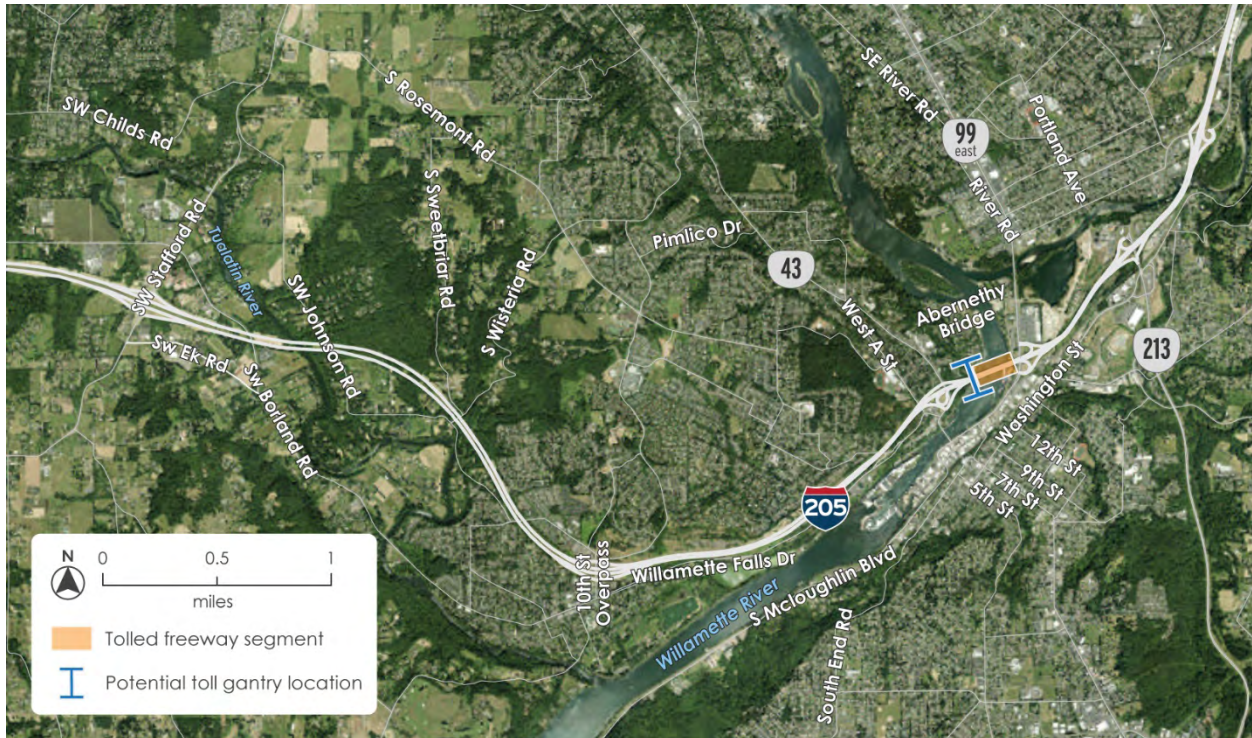 SW Childs Rd
S Rosemont Rd
SE River Rd
99
east
Portland Ave
River Rd
SW Stafford Rd
Tualatin River
S Sweetbriar Rd
Pimlico Dr
43
S Wisteria Rd
SW Johnson Rd
West A St
Abernethy
Bridge
213
Sw Ek Rd
Sw Borland Rd
Washington St
12th St
9th St
7th St
5th St
205
10th St
Overpass
Willamette Falls Dr
S Mcloughlin Blvd
Willamette River
South End Rd
N
0 0.5 1
miles
Tolled freeway segment
Potential toll gantry location